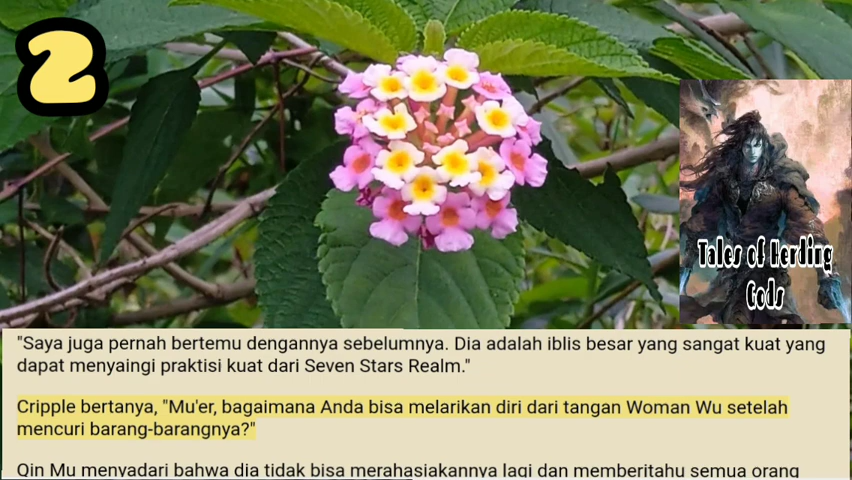 2
Tales of Herding
Gods
"Saya juga pernah bertemu dengannya sebelumnya. Dia adalah iblis besar yang sangat kuat yang
dapat menyaingi praktisi kuat dari Seven Stars Realm."
Cripple bertanya, "Mu'er, bagaimana Anda bisa melarikan diri dari tangan Woman Wu setelah
mencuri barang-barangnya?"
Qin Mu menyadari bahwa dia tidak bisa merahasiakannya lagi dan memberitahu semua orang